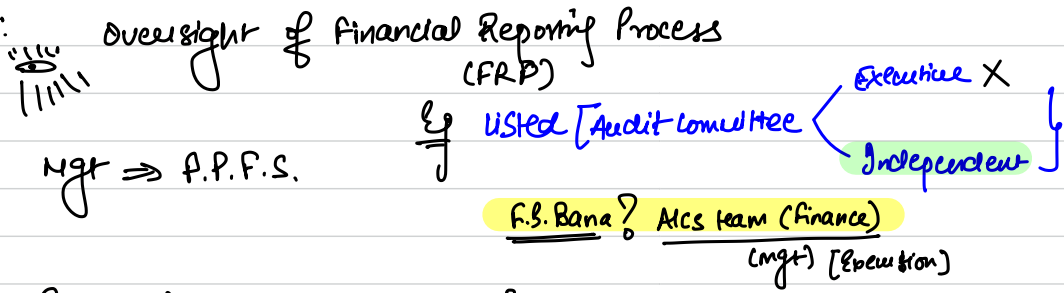 Oversight of Financial Reporting Process
(FRP)
Executive X
Eg Listed [Audit Committee
Independent
Mgt ⇒ P.P.F.S.
F.S. Bana? A/cs team (Finance)
(mgt) [Execution]